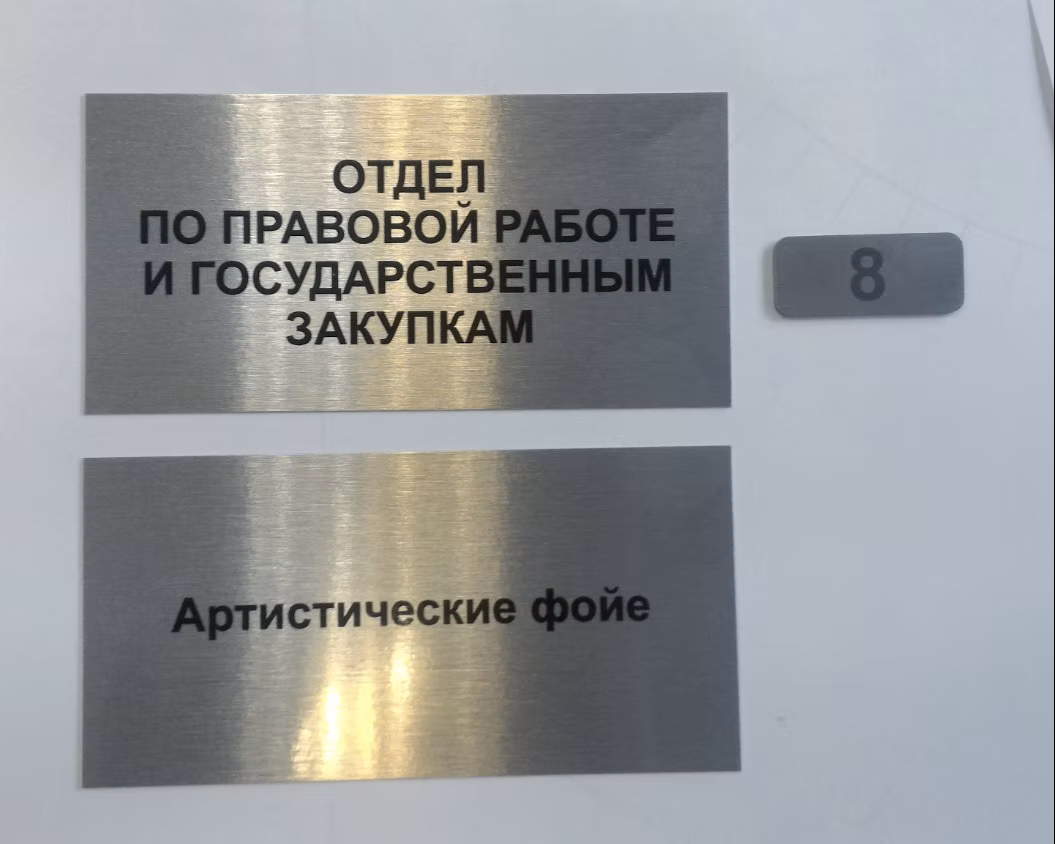 ОТДЕЛ
ПО ПРАВОВОЙ РАБОТЕ
И ГОСУДАРСТВЕННЫМ
ЗАКУПКАМ
8
Артистические фойе